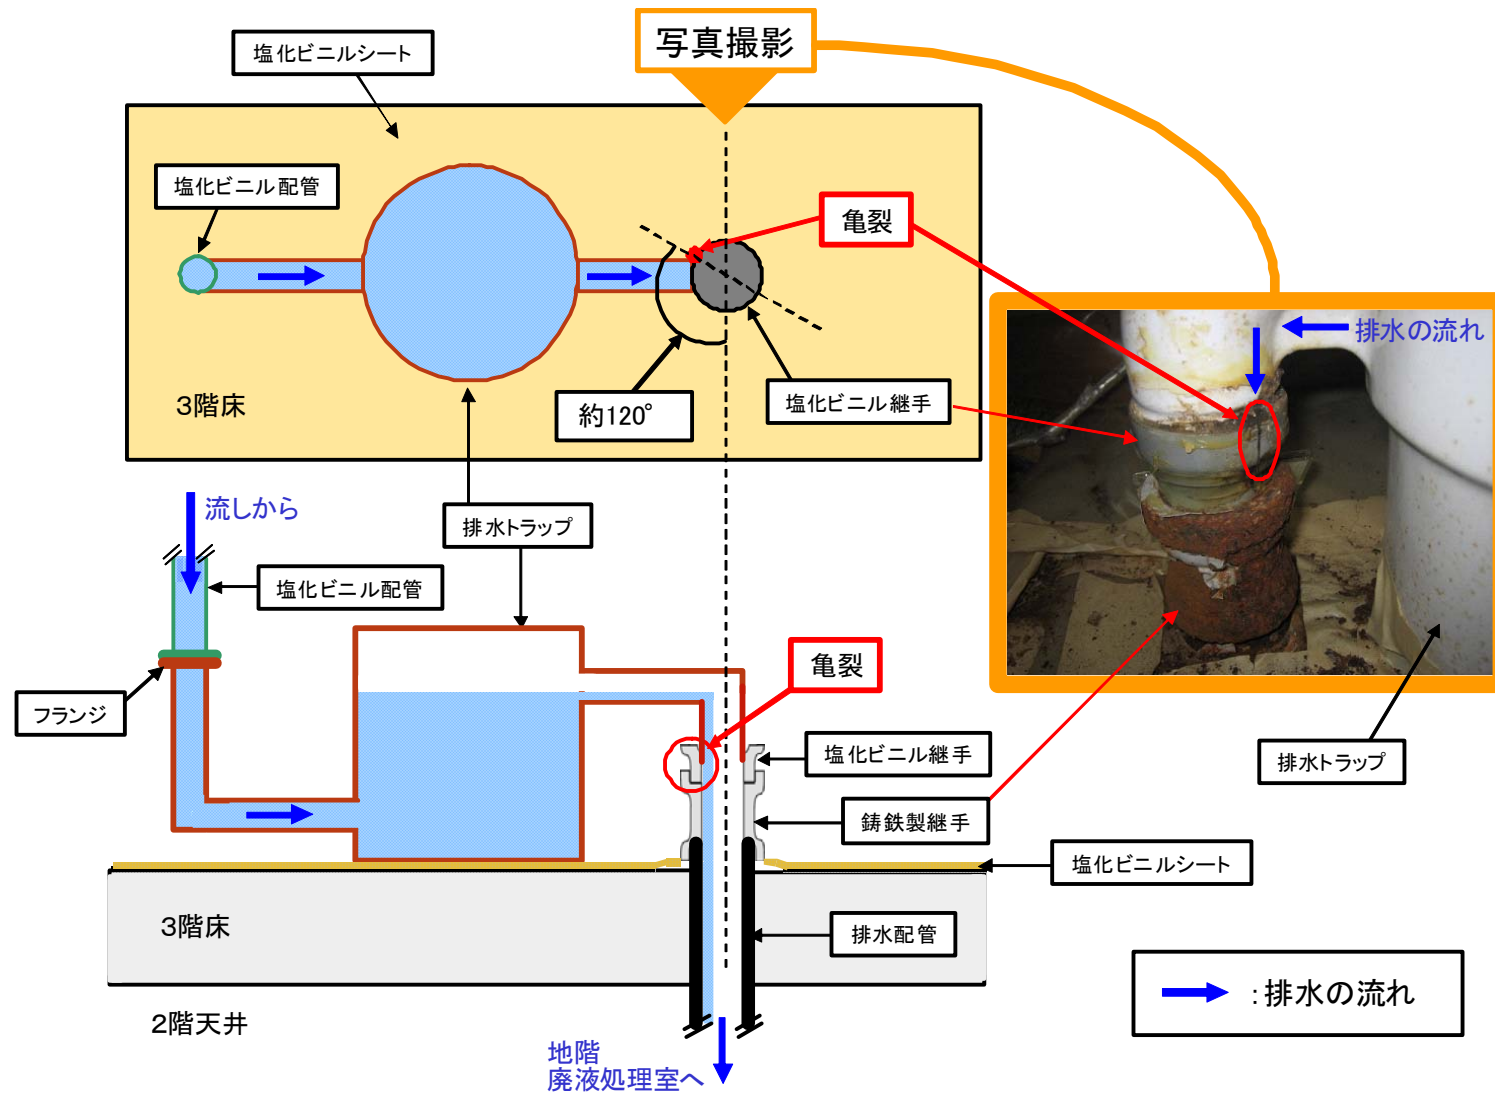 写真撮影
塩化ビニルシート
塩化ビニル配管
亀裂
排水の流れ
3階床
約120°
塩化ビニル継手
流しから
排水トラップ
塩化ビニル配管
亀裂
フランジ
塩化ビニル継手
排水トラップ
鋳鉄製継手
塩化ビニルシート
3階床
排水配管
:排水の流れ
2階天井
地階
廃液処理室へ